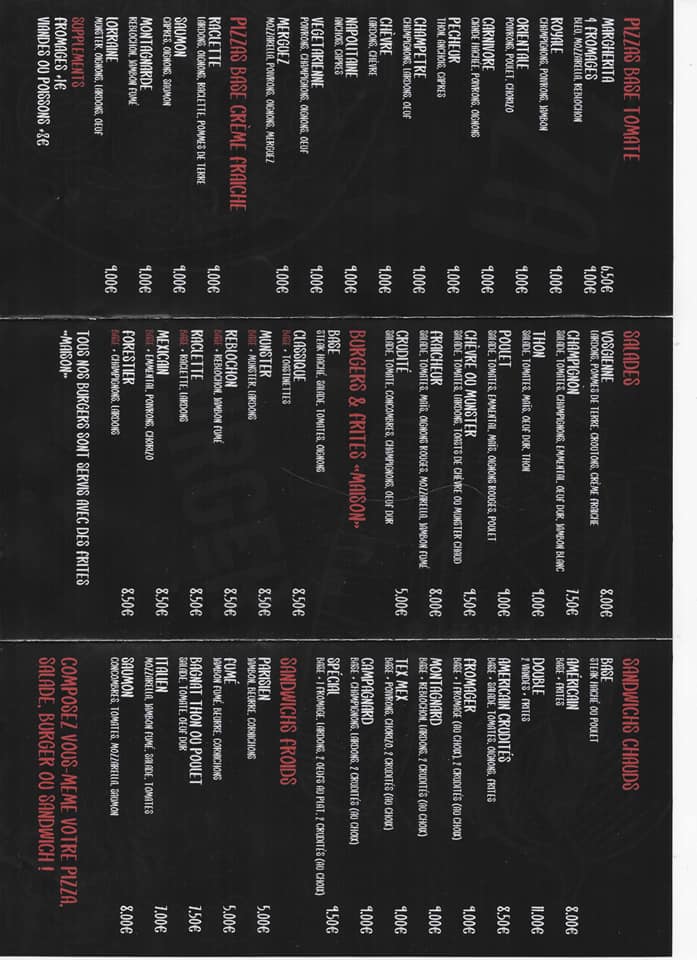 PIZZAS BASE TOMATE
MARGHERITA 6.50€
4 FROMAGES 9.00€
BLEU, MOZZARELLA, REBLOCHON
ROYALE 9.00€
CHAMPIGNONS, POIVRONS, JAMBON
ORIENTALE 9.00€
POIVRONS, POULET, CHORIZO
CARNIVORE 9.00€
CIANDE HACHÉE, POIVRONS, OIGNONS
PECHEUR 9.00€
THON, ANCHOIS, CAPRES
CHAMPETRE 9.00€
CHAMPIGNONS, LARDONS, OEUF
CHÈVRE 9.00€
LARDONS, CHÈVRE
NAPOLITAINE 9.00€
ANCHOIS, CAPRES
VEGETARIENNE 9.00€
POIVRONS, CHAMPIGNONS, OIGNONS, OEUF
MERGUEZ 9.00€
MOZZARELLA, POIVRONS, OIGNONS, MERGUEZ
PIZZAS BASE CRÈME FRAICHE
RACLETTE 9.00€
LARDONS, OIGNONS, RACLETTE, POMMES DE TERRE
SAUMON 9.00€
CAPRES, OIGNONS, SAUMON
MONTAGNARDE 9.00€
REBLOCHON, JAMBON FUMÉ
LORRAINE 9.00€
MUNSTER, OIGNONS, LARDONS, OEUF
SUPPLEMENTS
FROMAGES +1€
VIANDES OU POISSONS +8€
SALADES
VOSGIENNE 8.00€
LARDONS, POMMES DE TERRE, CROUTONS, CRÈME FRAICHE
CHAMPIGNON 7.50€
SALADE, TOMATES, CHAMPIGNONS, EMMENTAL, OEUF DUR, JAMBON BLANC
THON 9.00€
SALADE, TOMATES, MAÏS, OEUF DUR, THON
POULET 9.00€
SALADE, TOMATES, EMMENTAL, MAÏS, OIGNONS ROUGES, POULET
CHÈVRE OU MUNSTER 9.50€
SALADE, TOMATES, LARDONS, TOASTS DE CHÈVRE OU MUNSTER CHAUD
FRAICHEUR 8.00€
SALADE, TOMATES, MAÏS, OIGNONS ROUGES, MOZZARELLA, JAMBON FUMÉ
CRUDITÉ 5.00€
SALADE, TOMATE, CONCOMBRES, CHAMPIGNONS, OEUF DUR
BURGERS & FRITES «MAISON»
BASE
STEAK HACHÉ, SALADE, TOMATES, OIGNONS
CLASSIQUE 8.50€
BASE + TOASTINETTES
MUNSTER 8.50€
BASE + MUNSTER, LARDONS
REBLOCHON 8.50€
BASE + REBLOCHON, JAMBON FUMÉ
RACLETTE 8.50€
BASE + RACLETTE, LARDONS
MEXICAIN 8.50€
BASE + EMMENTAL, POIVRONS, CHORIZO
FORESTIER 8.50€
BASE + CHAMPIGNONS, LARDONS
TOUS NOS BURGERS SONT SERVIS AVEC DES FRITES
«MAISON»
SANDWICHS CHAUDS
BASE
STEAK HACHÉ OU POULET
AMÉRICAIN 8.00€
BASE + FRITES
DOUBLE 11.00€
2 VIANDES + FRITES
AMERICAIN CRUDITÉS 8.50€
BASE + SALADE, TOMATES, OIGNONS, FRITES
FROMAGER 9.00€
BASE + 1 FROMAGE (AU CHOIX), 2 CRUDITÉS (AU CHOIX)
MONTAGNARD 9.00€
BASE + REBLOCHON, LARDONS, 2 CRUDITÉS (AU CHOIX)
TEX MEX 9.00€
BASE + POIVRONS, CHORIZO, 2 CRUDITÉS (AU CHOIX)
CAMPAGNARD 9.00€
BASE + CHAMPIGNONS, LARDONS, 2 CRUDITÉS (AU CHOIX)
SPÉCIAL 9.50€
BASE + 1 FROMAGE, LARDONS, 2 OEUFS AU PLAT, 2 CRUDITÉS (AU CHOIX)
SANDWICHS FROIDS
PARISIEN 5.00€
JAMBON, BEURRE, CORNICHONS
FUMÉ 5.00€
JAMBON FUMÉ, BEURRE, CORNICHONS
BAGNAT THON OU POULET 7.50€
SALADE, TOMATE, OEUF DUR
ITALIEN 7.00€
MOZZARELLA, JAMBON FUMÉ, SALADE, TOMATES
SAUMON 8.00€
CONCOMBRES, TOMATES, MOZZARELLA, SAUMON
COMPOSEZ VOUS-MEME VOTRE PIZZA,
SALADE, BURGER OU SANDWICH !